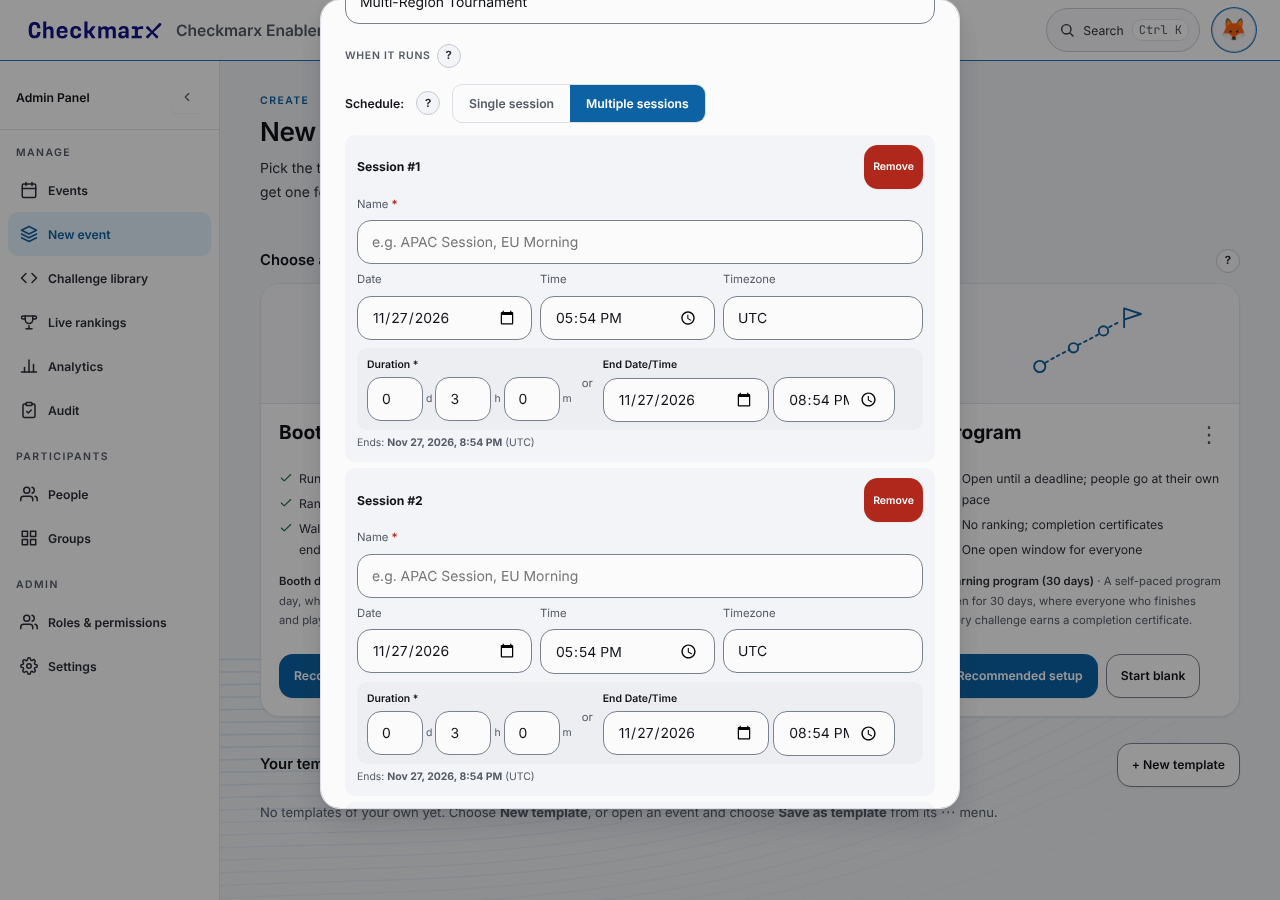 Checkmarx
Checkmarx Enabler
Search Ctrl K
Multi-Region Tournament
WHEN IT RUNS ?
Schedule: ? Single session Multiple sessions
Session #1 Remove
Name *
e.g. APAC Session, EU Morning
Date Time Timezone
11/27/2026 05:54 PM UTC
Duration * End Date/Time
0 d 3 h 0 m or 11/27/2026 08:54 PM
Ends: Nov 27, 2026, 8:54 PM (UTC)
Session #2 Remove
Name *
e.g. APAC Session, EU Morning
Date Time Timezone
11/27/2026 05:54 PM UTC
Duration * End Date/Time
0 d 3 h 0 m or 11/27/2026 08:54 PM
Ends: Nov 27, 2026, 8:54 PM (UTC)
Admin Panel
MANAGE
Events
New event
Challenge library
Live rankings
Analytics
Audit
PARTICIPANTS
People
Groups
ADMIN
Roles & permissions
Settings
CREATE
New
Pick the
get one
Choose
?
Boot
Run
Ran
Wal
end
Booth d
day, wh
and play
Reco
rogram
Open until a deadline; people go at their own
pace
No ranking; completion certificates
One open window for everyone
rning program (30 days) · A self-paced program
n for 30 days, where everyone who finishes
ry challenge earns a completion certificate.
Recommended setup Start blank
Your tem
+ New template
No templates of your own yet. Choose New template, or open an event and choose Save as template from its ··· menu.